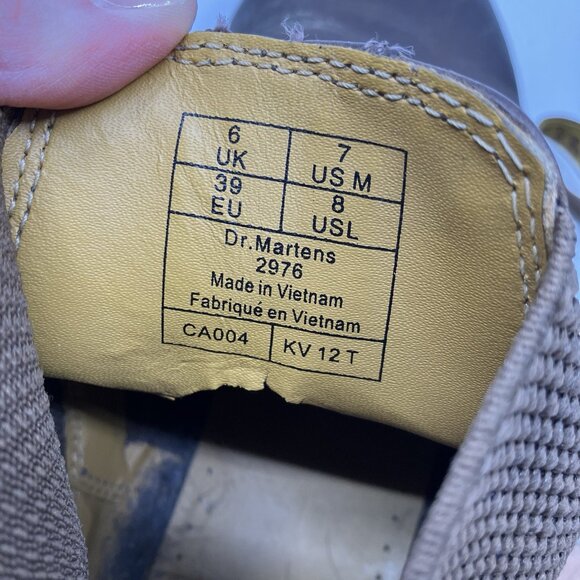 6 UK 7 US M
39 EU 8 USL
Dr.Martens
2976
Made in Vietnam
Fabriqué en Vietnam
CA004 KV 12 T